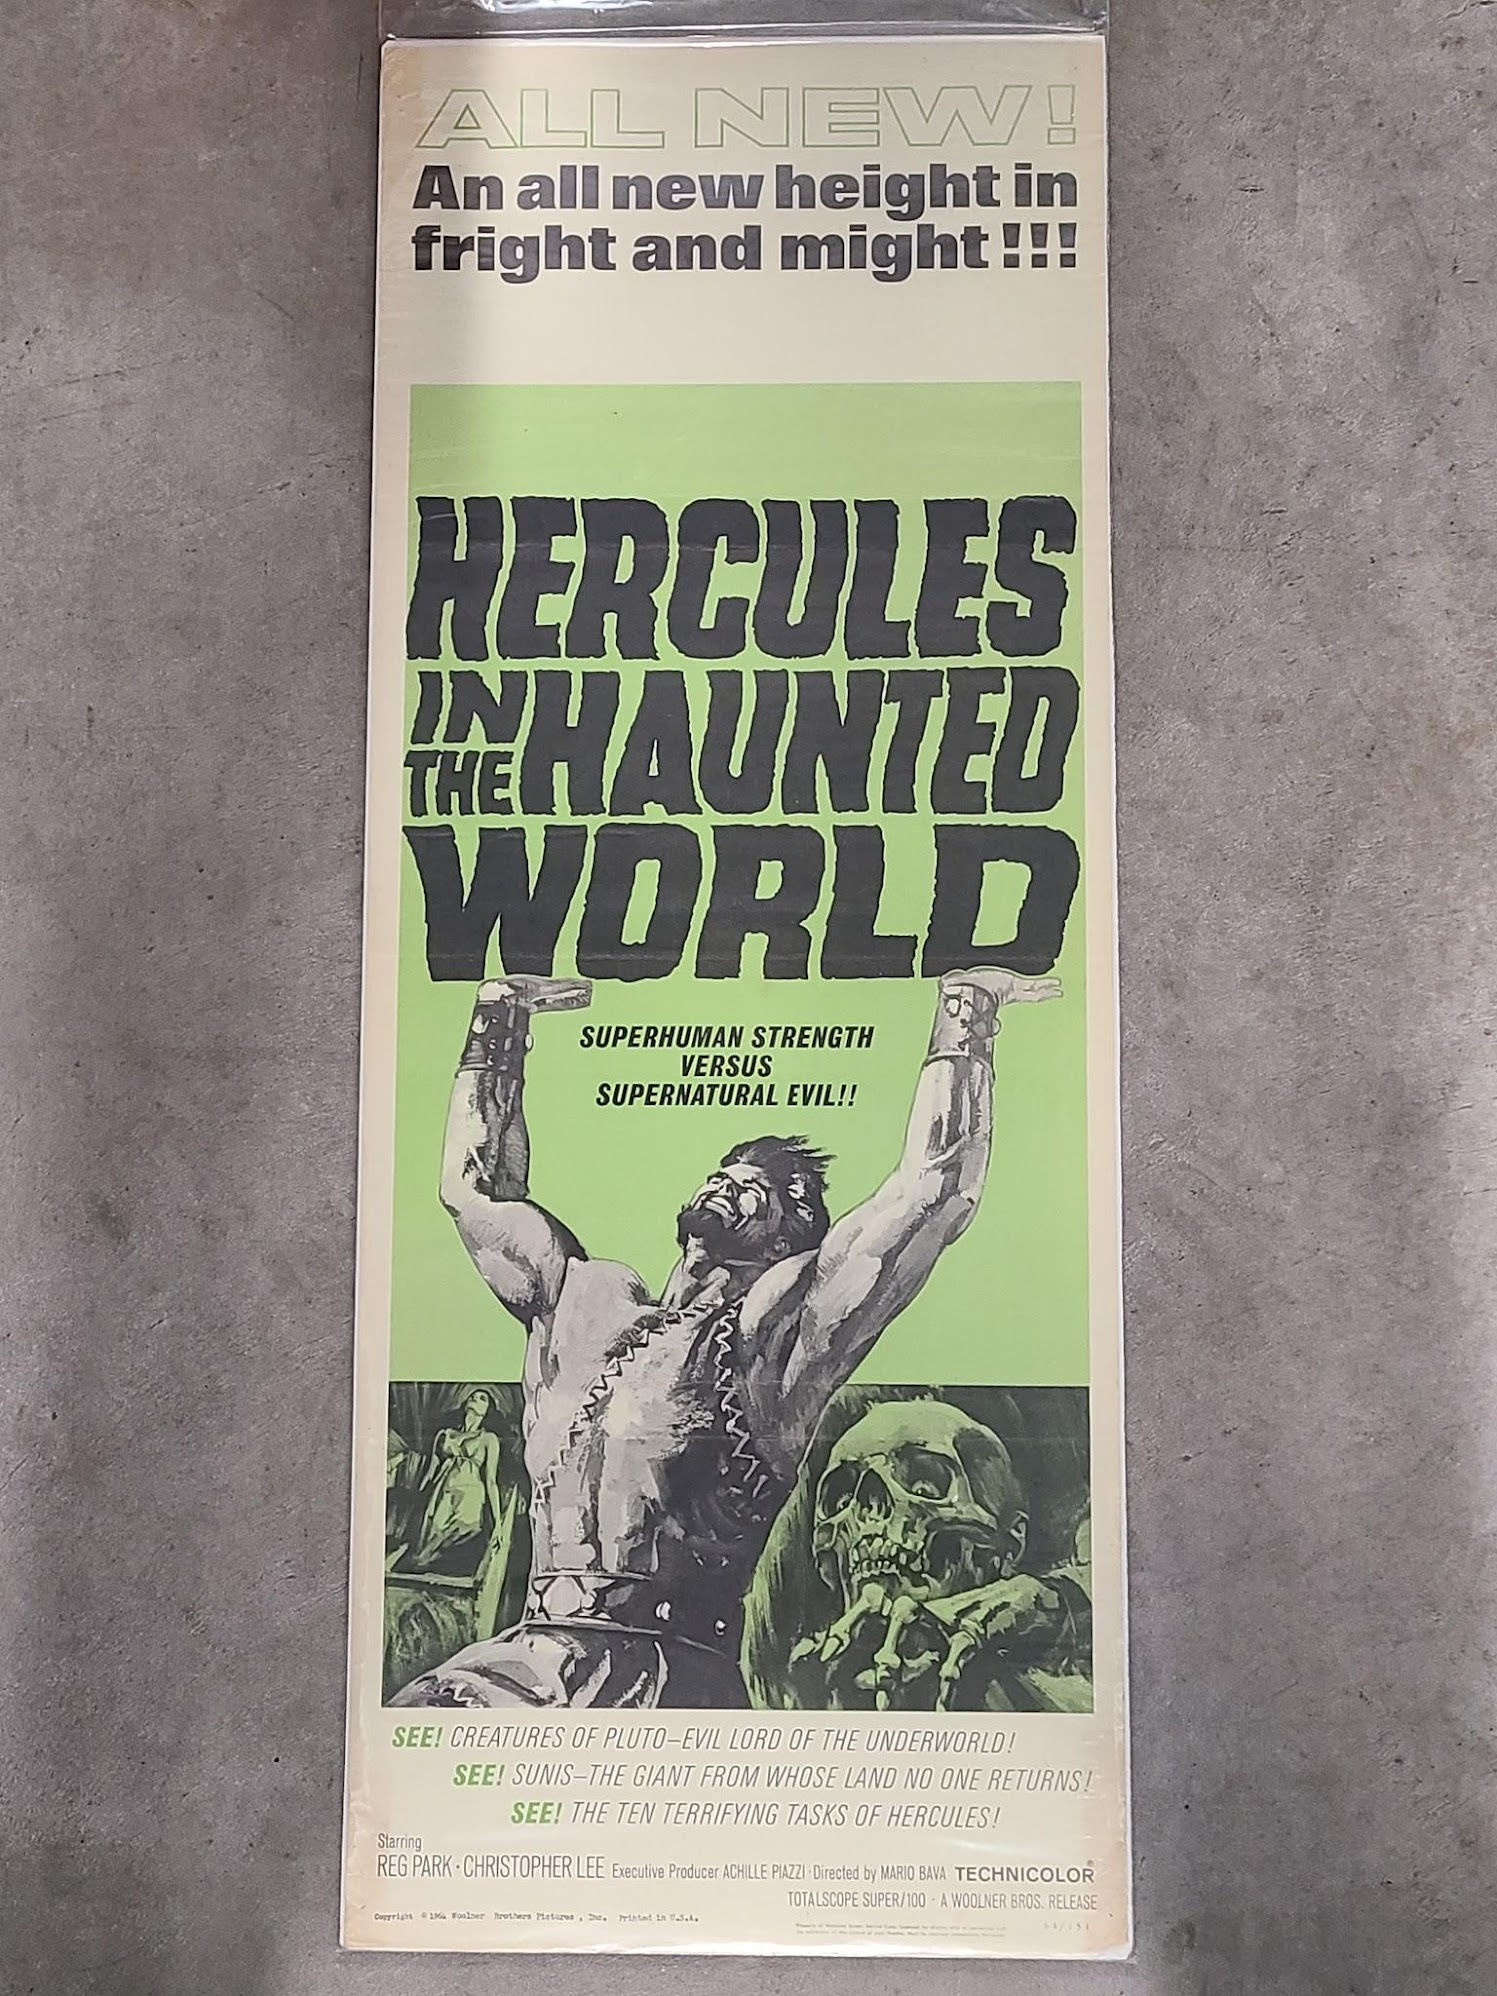 ALL NEW!
An all new height in
fright and might!!!
HERCULES
IN THE HAUNTED
WORLD
SUPERHUMAN STRENGTH
VERSUS
SUPERNATURAL EVIL!!
SEE! CREATURES OF PLUTO—EVIL LORD OF THE UNDERWORLD!
SEE! SUNIS—THE GIANT FROM WHOSE LAND NO ONE RETURNS!
SEE! THE TEN TERRIFYING TASKS OF HERCULES!
Starring
REG PARK · CHRISTOPHER LEE Executive Producer ACHILLE PIAZZI · Directed by MARIO BAVA TECHNICOLOR®
TOTALSCOPE SUPER/100 · A WOOLNER BROS. RELEASE
Copyright © 1964 Woolner Brothers Pictures, Inc. Printed in U.S.A.